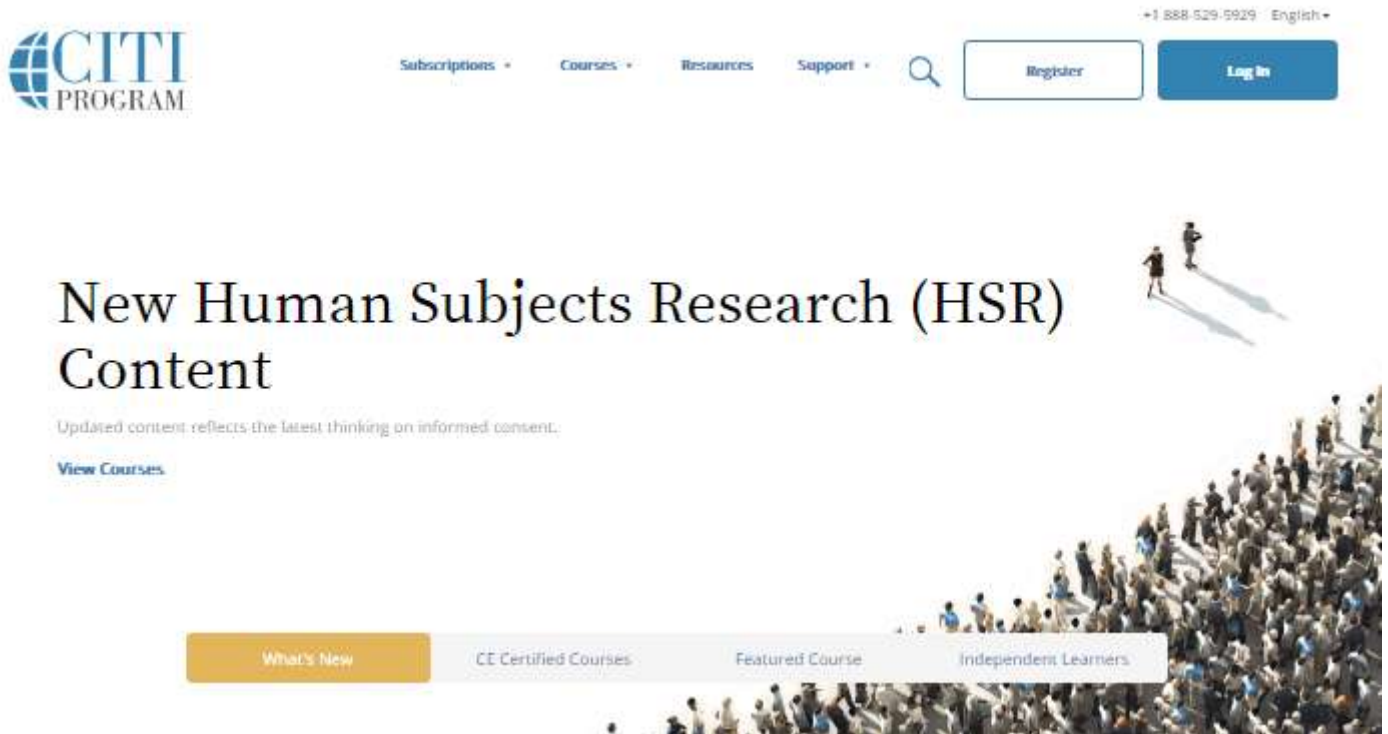 +1 888-529-5929 English
CITI
PROGRAM
Subscriptions
Courses
Resources
Support
Register
Log In
New Human Subjects Research (HSR)
Content
Updated content reflects the latest thinking on informed consent.
View Courses
What's New
CE Certified Courses
Featured Course
Independent Learners